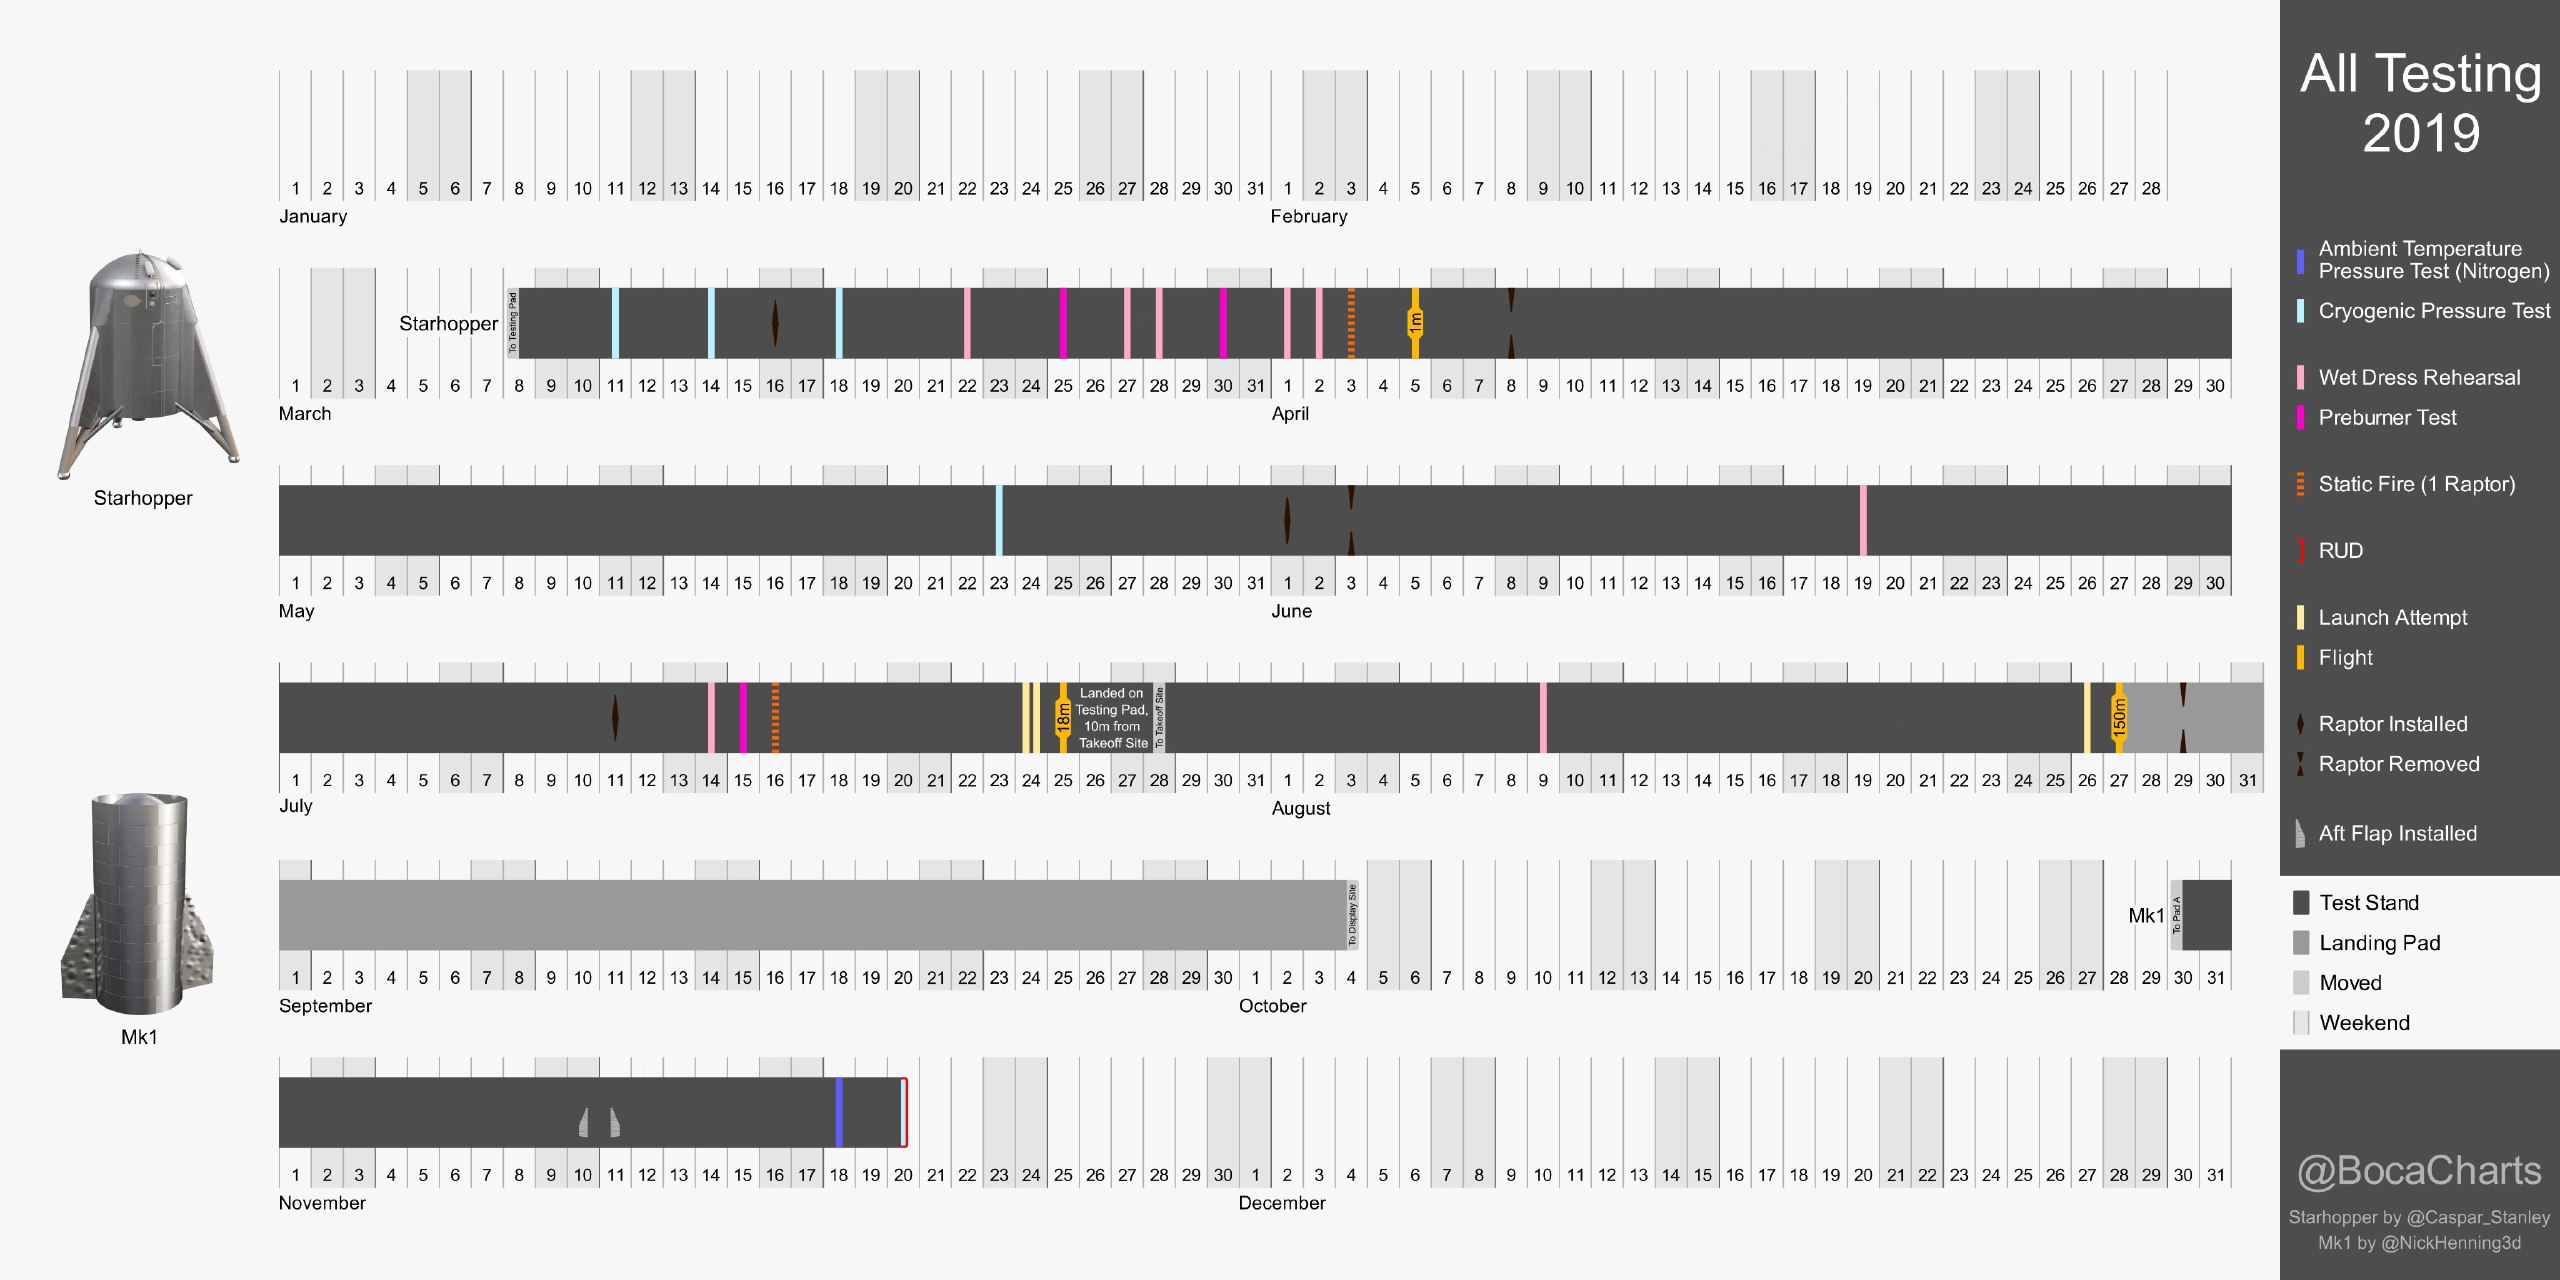 All Testing
2019
1 2 3 4 5 6 7 8 9 10 11 12 13 14 15 16 17 18 19 20 21 22 23 24 25 26 27 28 29 30 31 1 2 3 4 5 6 7 8 9 10 11 12 13 14 15 16 17 18 19 20 21 22 23 24 25 26 27 28
January February
Starhopper
To Testing Pad
1m
1 2 3 4 5 6 7 8 9 10 11 12 13 14 15 16 17 18 19 20 21 22 23 24 25 26 27 28 29 30 31 1 2 3 4 5 6 7 8 9 10 11 12 13 14 15 16 17 18 19 20 21 22 23 24 25 26 27 28 29 30
March April
Starhopper
1 2 3 4 5 6 7 8 9 10 11 12 13 14 15 16 17 18 19 20 21 22 23 24 25 26 27 28 29 30 31 1 2 3 4 5 6 7 8 9 10 11 12 13 14 15 16 17 18 19 20 21 22 23 24 25 26 27 28 29 30
May June
18m
Landed on
Testing Pad,
10m from
Takeoff Site
To Takeoff Site
150m
1 2 3 4 5 6 7 8 9 10 11 12 13 14 15 16 17 18 19 20 21 22 23 24 25 26 27 28 29 30 31 1 2 3 4 5 6 7 8 9 10 11 12 13 14 15 16 17 18 19 20 21 22 23 24 25 26 27 28 29 30 31
July August
To Display Site
Mk1
To Pad A
1 2 3 4 5 6 7 8 9 10 11 12 13 14 15 16 17 18 19 20 21 22 23 24 25 26 27 28 29 30 1 2 3 4 5 6 7 8 9 10 11 12 13 14 15 16 17 18 19 20 21 22 23 24 25 26 27 28 29 30 31
September October
Mk1
1 2 3 4 5 6 7 8 9 10 11 12 13 14 15 16 17 18 19 20 21 22 23 24 25 26 27 28 29 30 1 2 3 4 5 6 7 8 9 10 11 12 13 14 15 16 17 18 19 20 21 22 23 24 25 26 27 28 29 30 31
November December
Ambient Temperature
Pressure Test (Nitrogen)
Cryogenic Pressure Test
Wet Dress Rehearsal
Preburner Test
Static Fire (1 Raptor)
RUD
Launch Attempt
Flight
Raptor Installed
Raptor Removed
Aft Flap Installed
Test Stand
Landing Pad
Moved
Weekend
@BocaCharts
Starhopper by @Caspar_Stanley
Mk1 by @NickHenning3d